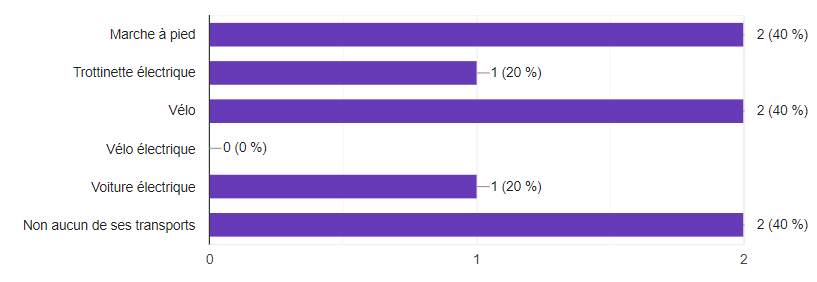 Marche à pied 2 (40 %)
Trottinette électrique 1 (20 %)
Vélo 2 (40 %)
Vélo électrique 0 (0 %)
Voiture électrique 1 (20 %)
Non aucun de ses transports 2 (40 %)
0 1 2